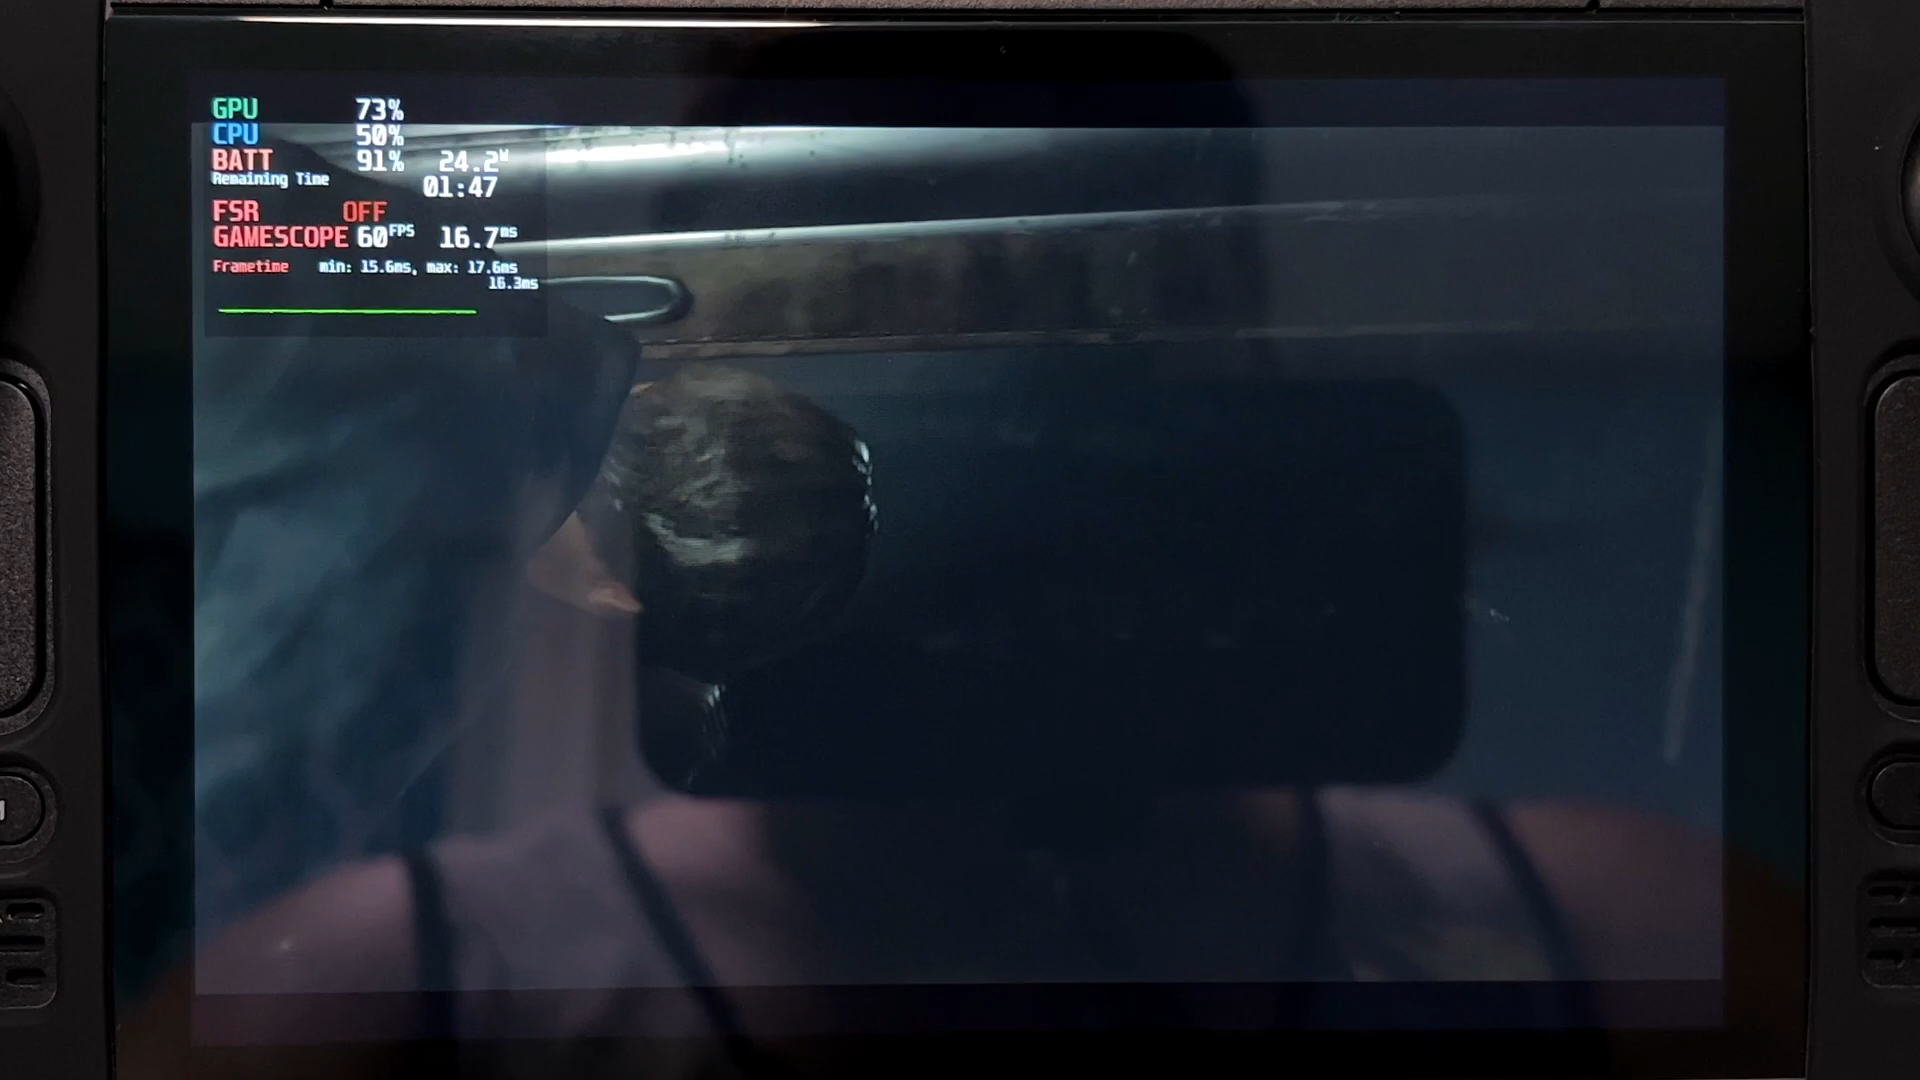 GPU 73%
CPU 50%
BATT 91% 24.2W
Remaining Time 01:47
FSR OFF
GAMESCOPE 60FPS 16.7ms
Frametime min: 15.6ms, max: 17.6ms
16.3ms